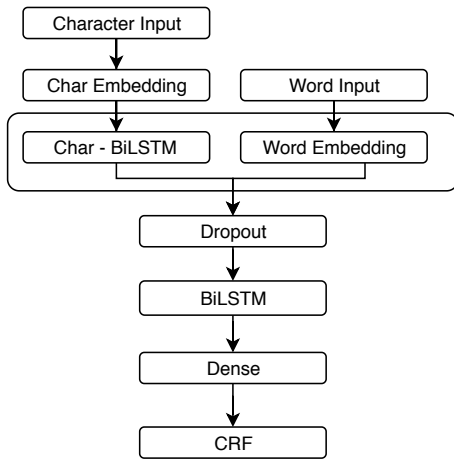 Character Input
Char Embedding
Word Input
Char - BiLSTM
Word Embedding
Dropout
BiLSTM
Dense
CRF